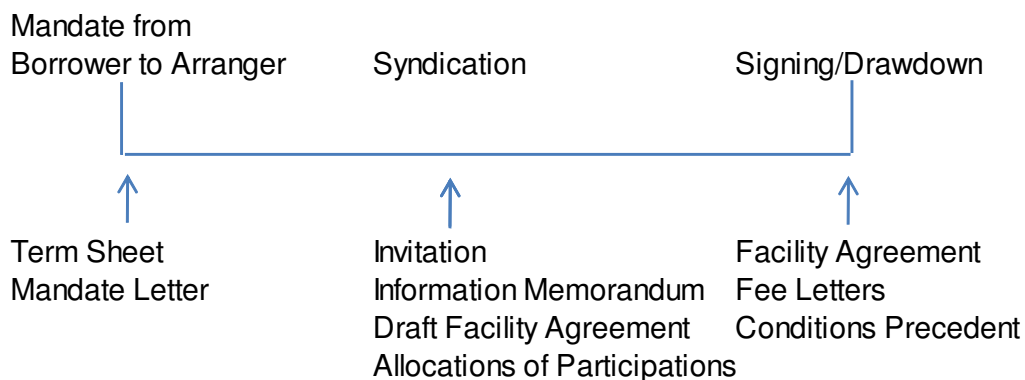 Mandate from
Borrower to Arranger
Syndication
Signing/Drawdown
Term Sheet
Mandate Letter
Invitation
Information Memorandum
Draft Facility Agreement
Allocations of Participations
Facility Agreement
Fee Letters
Conditions Precedent